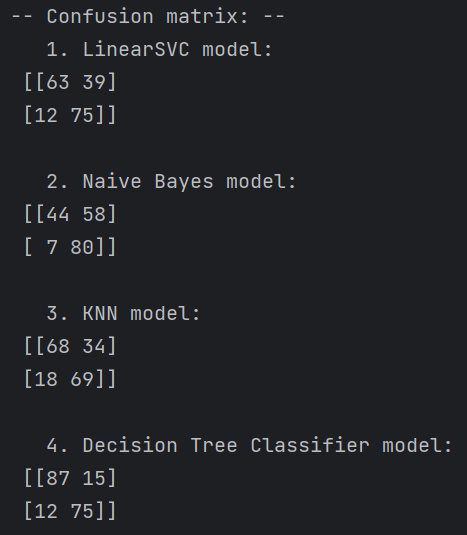 -- Confusion matrix: --
   1. LinearSVC model:
 [[63 39]
 [12 75]]
   2. Naive Bayes model:
 [[44 58]
 [ 7 80]]
   3. KNN model:
 [[68 34]
 [18 69]]
   4. Decision Tree Classifier model:
 [[87 15]
 [12 75]]